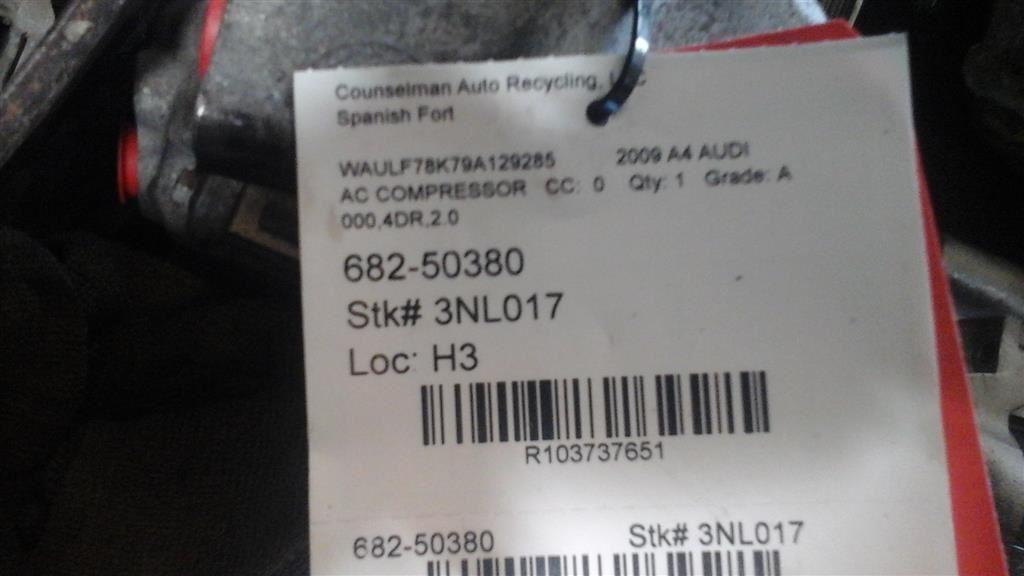 Counselman Auto Recycling,
Spanish Fort
WAULF78K79A129285 2009 A4 AUDI
AC COMPRESSOR CC: 0 Qty: 1 Grade: A
000,4DR,2.0
682-50380
Stk# 3NL017
Loc: H3
R103737651
682-50380 Stk# 3NL017